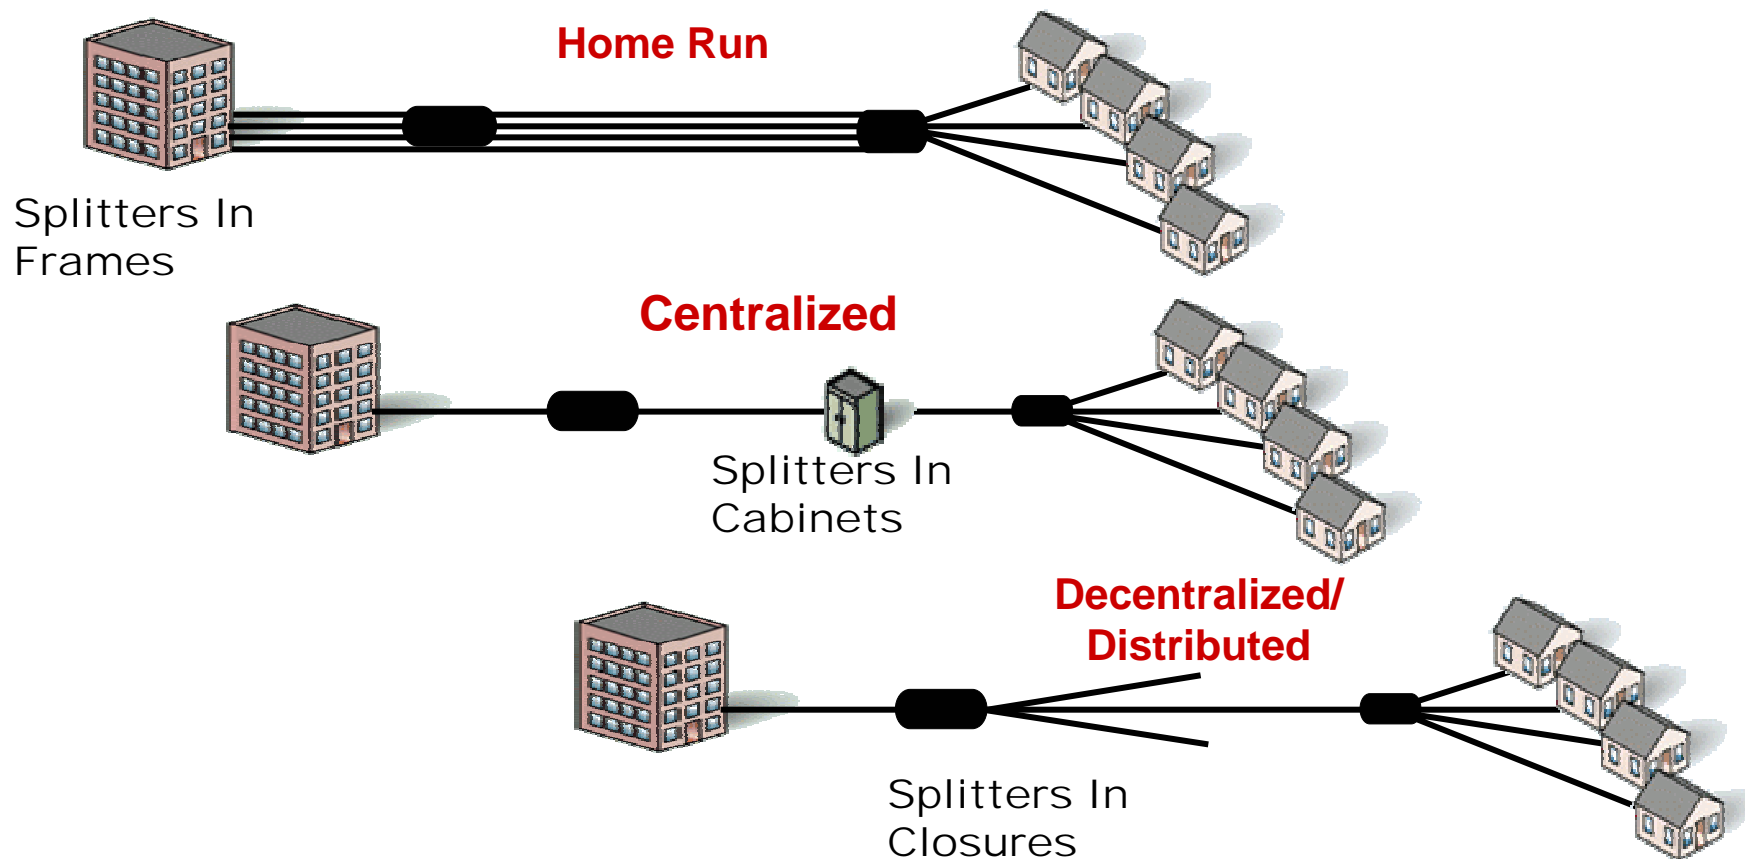 Home Run
Splitters In
Frames
Centralized
Splitters In
Cabinets
Decentralized/
Distributed
Splitters In
Closures